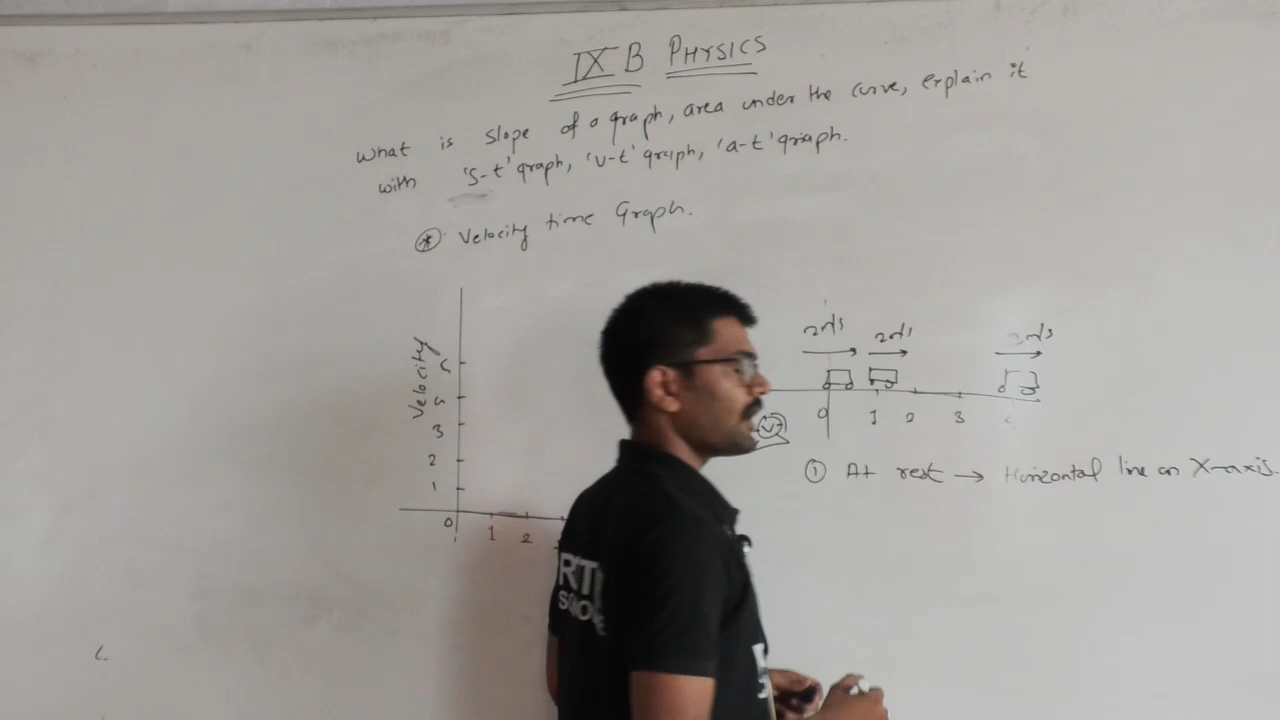 IX B PHYSICS
What is slope of a graph, area under the curve, explain it
with 's-t' graph, 'v-t' graph, 'a-t' graph.
* Velocity time Graph.
Velocity
5
4
3
2
1
0
1 2
2m/s 2m/s 2m/s
0 1 2 3 4
V
① At rest → Horizontal line on X-axis.